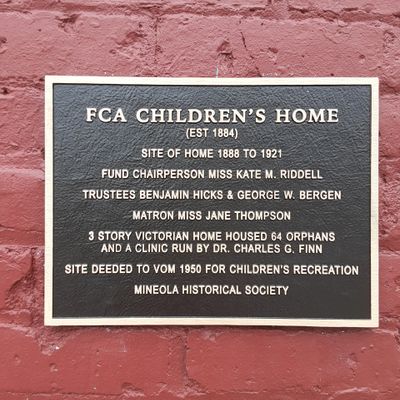 FCA CHILDREN'S HOME
(EST 1884)
SITE OF HOME 1888 TO 1921
FUND CHAIRPERSON MISS KATE M. RIDDELL
TRUSTEES BENJAMIN HICKS & GEORGE W. BERGEN
MATRON MISS JANE THOMPSON
3 STORY VICTORIAN HOME HOUSED 64 ORPHANS
AND A CLINIC RUN BY DR. CHARLES G. FINN
SITE DEEDED TO VOM 1950 FOR CHILDREN'S RECREATION
MINEOLA HISTORICAL SOCIETY